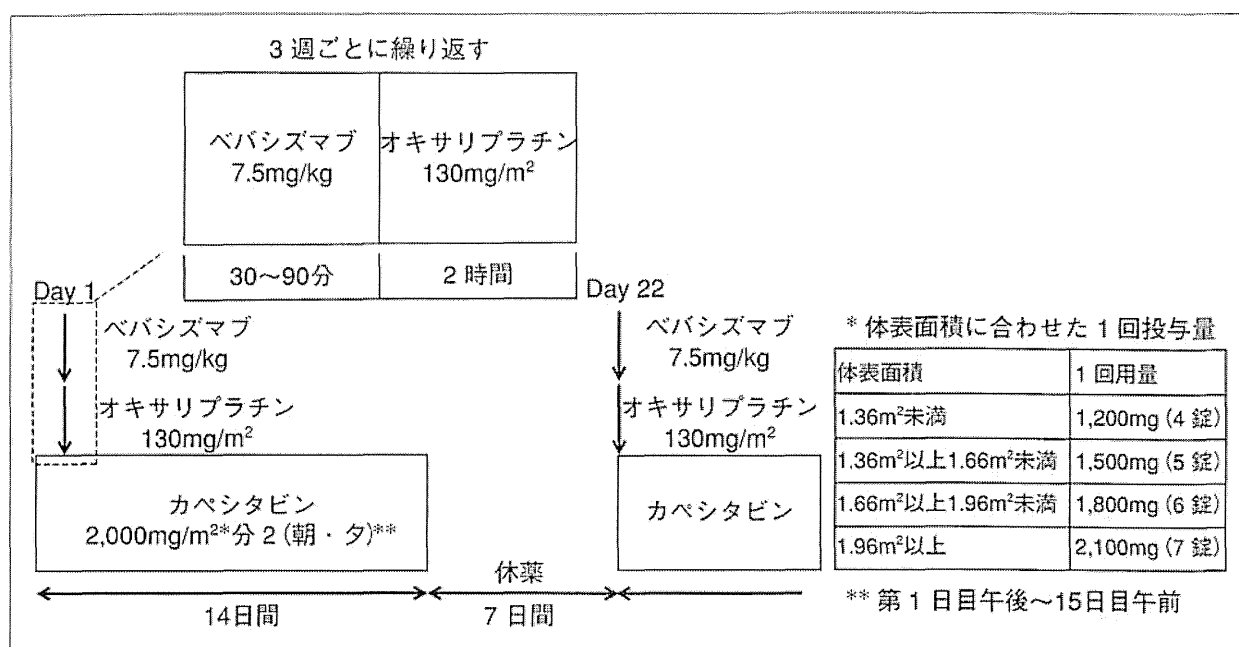 3 週ごとに繰り返す
ベバシズマブ
7.5mg/kg
オキサリプラチン
130mg/m²
30～90分
2 時間
Day 1
ベバシズマブ
7.5mg/kg
オキサリプラチン
130mg/m²
カペシタビン
2,000mg/m²*分 2 (朝・夕)**
14日間
休薬
7 日間
Day 22
ベバシズマブ
7.5mg/kg
オキサリプラチン
130mg/m²
カペシタビン
* 体表面積に合わせた 1 回投与量
体表面積 1 回用量
1.36m²未満 1,200mg (4 錠)
1.36m²以上1.66m²未満 1,500mg (5 錠)
1.66m²以上1.96m²未満 1,800mg (6 錠)
1.96m²以上 2,100mg (7 錠)
** 第 1 日目午後～15日目午前